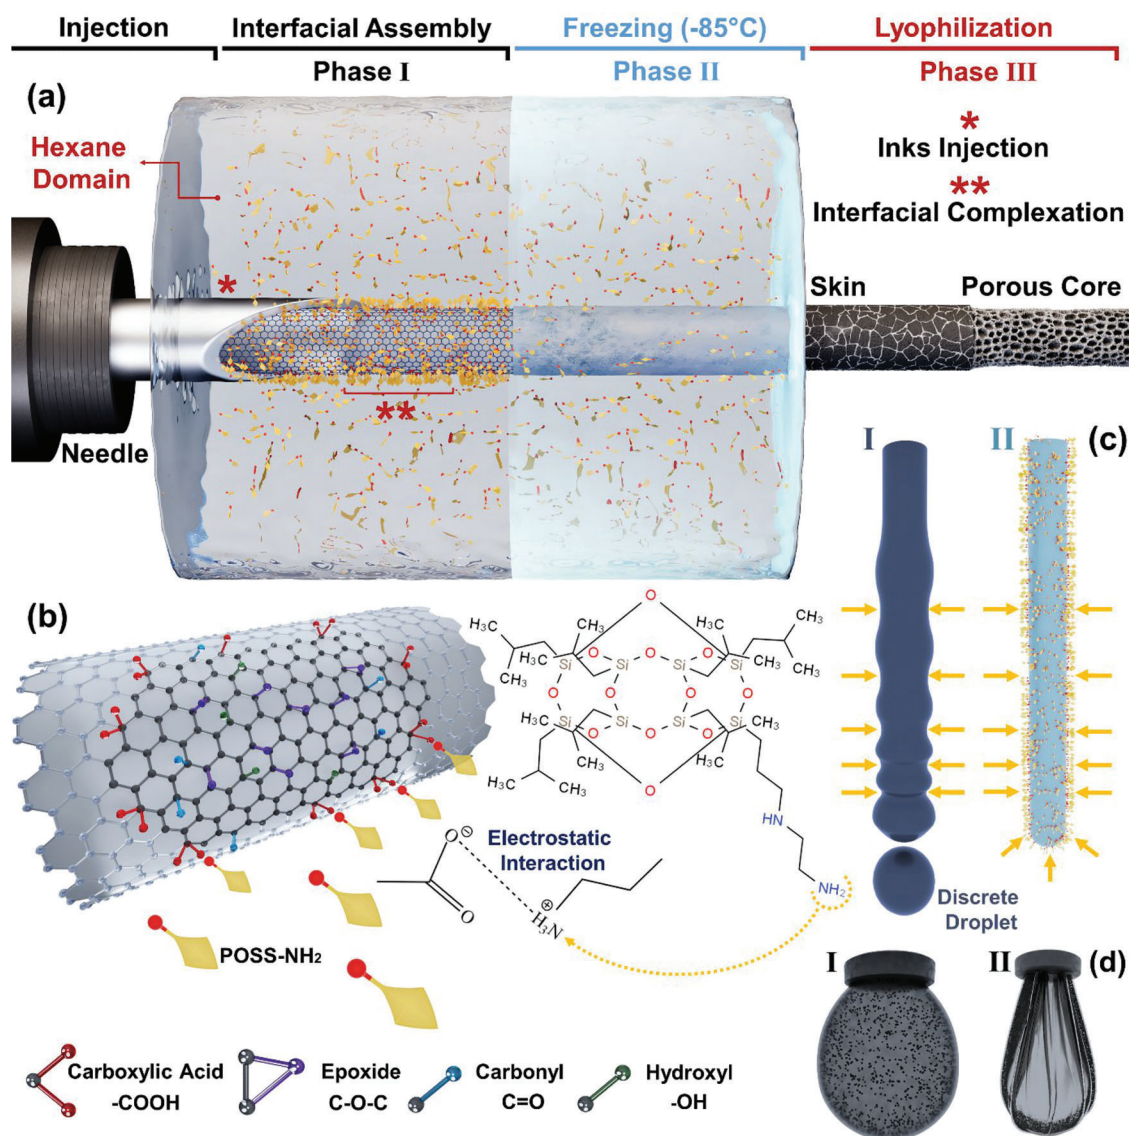 Injection
Interfacial Assembly
Freezing (-85°C)
Lyophilization
Phase I
Phase II
Phase III
(a)
Hexane
Domain
*
Inks Injection
**
Interfacial Complexation
*
Skin
Porous Core
**
Needle
I
II
(c)
(b)
O
H₃C
CH₃
CH₃
H₃C
CH₃
H₃C
CH₃
H₃C
CH₃
O
O
O
Si
Si
Si
Si
O
O
O
O
O
O
O
Si
Si
Si
Si
CH₃
CH₃
CH₃
H₃C
CH₃
O
HN
NH₂
O
⊖
O
Electrostatic
Interaction
⊕
H₃N
POSS-NH₂
Discrete
Droplet
I
II
(d)
Carboxylic Acid
-COOH
Epoxide
C-O-C
Carbonyl
C=O
Hydroxyl
-OH